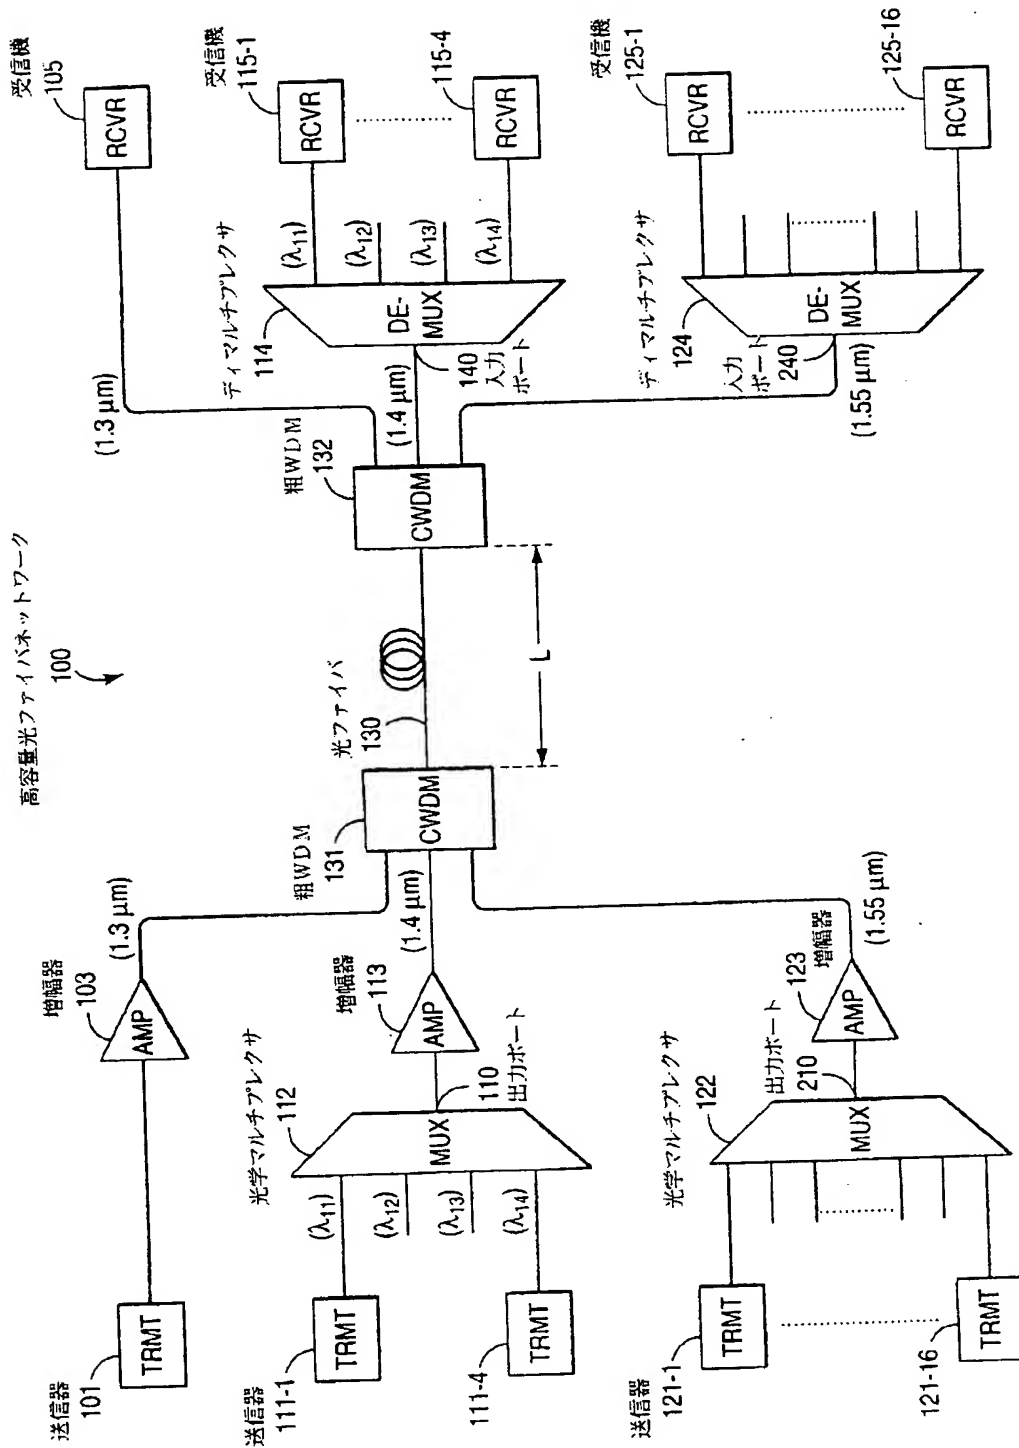 高容量光ファイバネットワーク
100
送信器
101
TRMT
増幅器
103
AMP
(1.3 μm)
送信器
111-1
TRMT
111-4
TRMT
(λ11)
(λ12)
(λ13)
(λ14)
光学マルチプレクサ
112
MUX
110
出力ポート
増幅器
113
AMP
(1.4 μm)
送信器
121-1
TRMT
121-16
TRMT
光学マルチプレクサ
122
MUX
出力ポート
210
123
増幅器
AMP
(1.55 μm)
粗WDM
131
CWDM
光ファイバ
130
L
粗WDM
132
CWDM
(1.3 μm)
受信機
105
RCVR
(1.4 μm)
ディマルチプレクサ
114
DE-
MUX
140
入力
ポート
(λ11)
(λ12)
(λ13)
(λ14)
受信機
115-1
RCVR
115-4
RCVR
(1.55 μm)
ディマルチプレクサ
124
入力
ポート
240
DE-
MUX
受信機
125-1
RCVR
125-16
RCVR